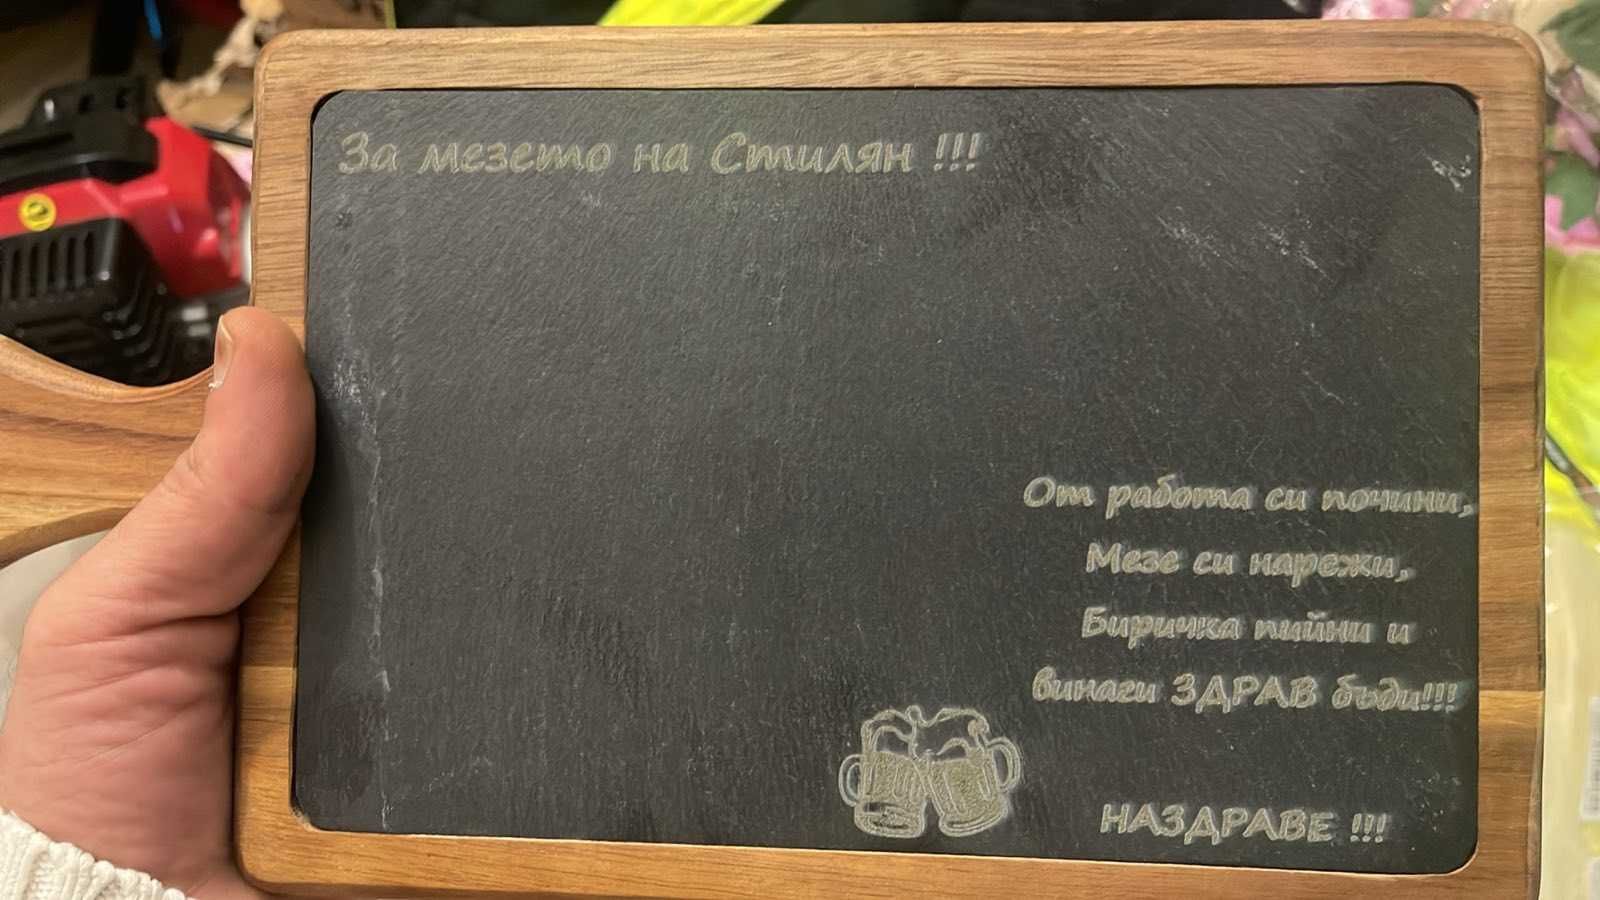 За мезето на Стилян !!!
От работа си почини,
Мезе си нарежи,
Биричка пийни и
винаги ЗДРАВ бъди!!!
НАЗДРАВЕ !!!